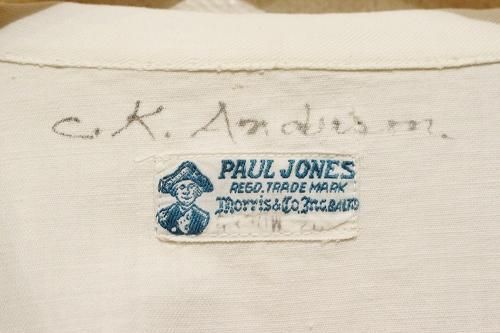 C. K. Anderson.
PAUL JONES
REGD. TRADE MARK
Morris & Co. Inc. BALTO